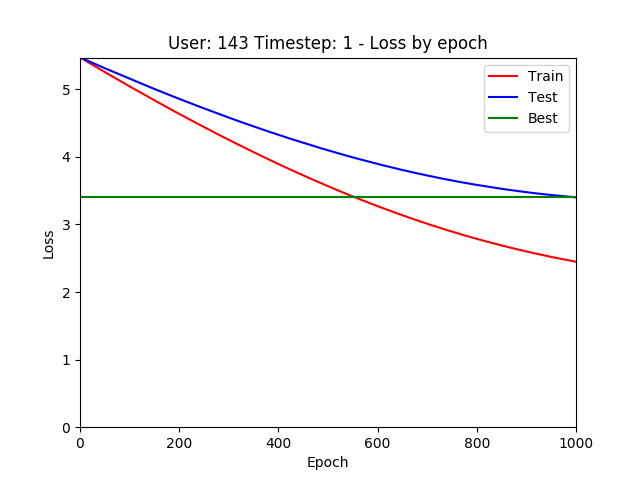 User: 143 Timestep: 1 - Loss by epoch
Train
Test
Best
5
4
3
2
1
0
Loss
0 200 400 600 800 1000
Epoch